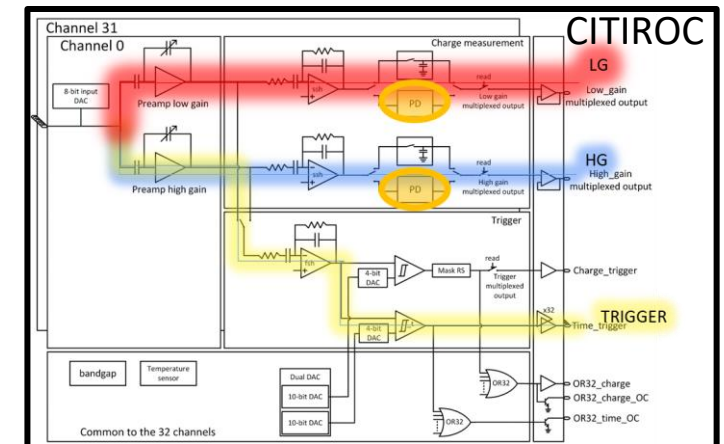 Channel 31
CITIROC
Channel 0
Charge measurement
LG
8-bit input
DAC
ssh
read
Low_gain
multiplexed output
PD
Low gain
multiplexed output
Preamp low gain
HG
ssh
read
High_gain
multiplexed output
PD
High gain
multiplexed output
Preamp high gain
Trigger
fsh
read
4-bit
DAC
Mask RS
Trigger
multiplexed
output
Charge_trigger
x32
TRIGGER
4-bit
DAC
Time_trigger
bandgap
Temperature
sensor
Dual DAC
10-bit DAC
10-bit DAC
OR32
OR32
OR32_charge
OR32_charge_OC
OR32_time_OC
Common to the 32 channels